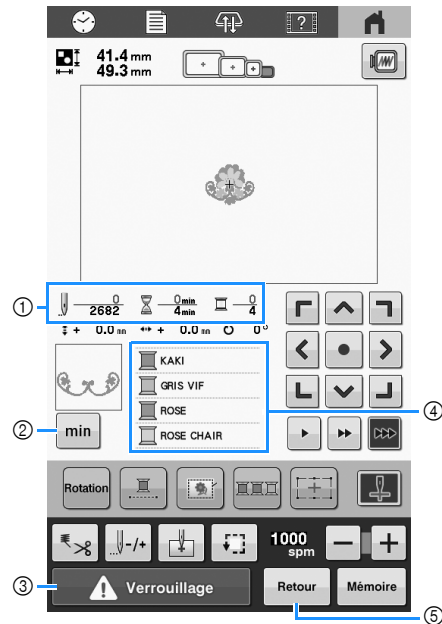 ?
41.4 mm
49.3 mm
①
0 0min 0
2682 4min 4
+ 0.0 mm + 0.0 mm 0°
KAKI
GRIS VIF
④
②
min
ROSE
ROSE CHAIR
Rotation
-/+
1000 spm
− +
③
Verrouillage
Retour
Mémoire
⑤